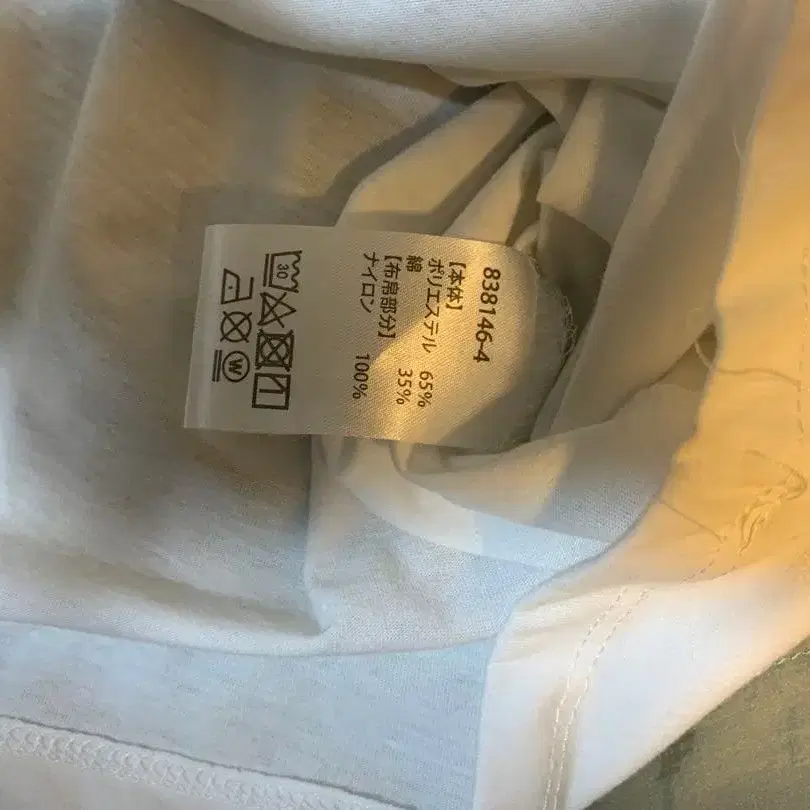 838146-4
【本体】
ポリエステル 65%
綿 35%
【布帛部分】
ナイロン 100%
30
W